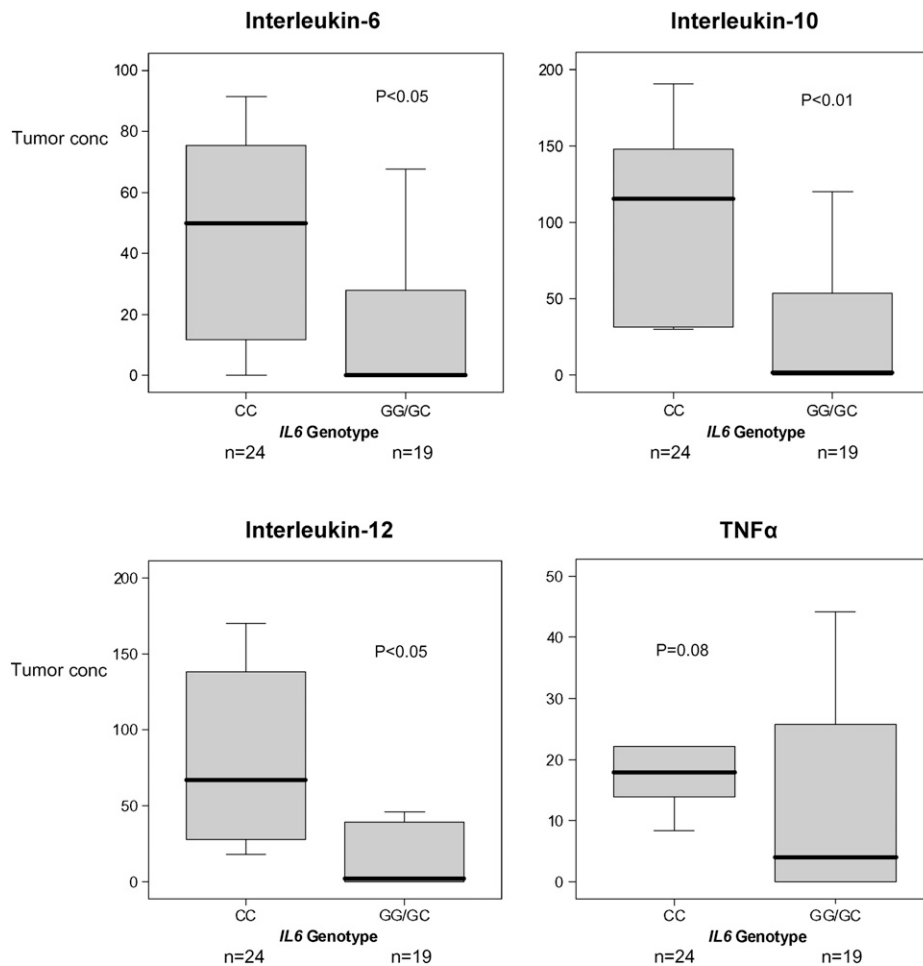 Interleukin-6
Tumor conc
100
80
60
40
20
0
P<0.05
CC
GG/GC
IL6 Genotype
n=24
n=19
Interleukin-10
200
150
100
50
0
P<0.01
CC
GG/GC
IL6 Genotype
n=24
n=19
Interleukin-12
Tumor conc
200
150
100
50
0
P<0.05
CC
GG/GC
IL6 Genotype
n=24
n=19
TNFα
50
40
30
20
10
0
P=0.08
CC
GG/GC
IL6 Genotype
n=24
n=19